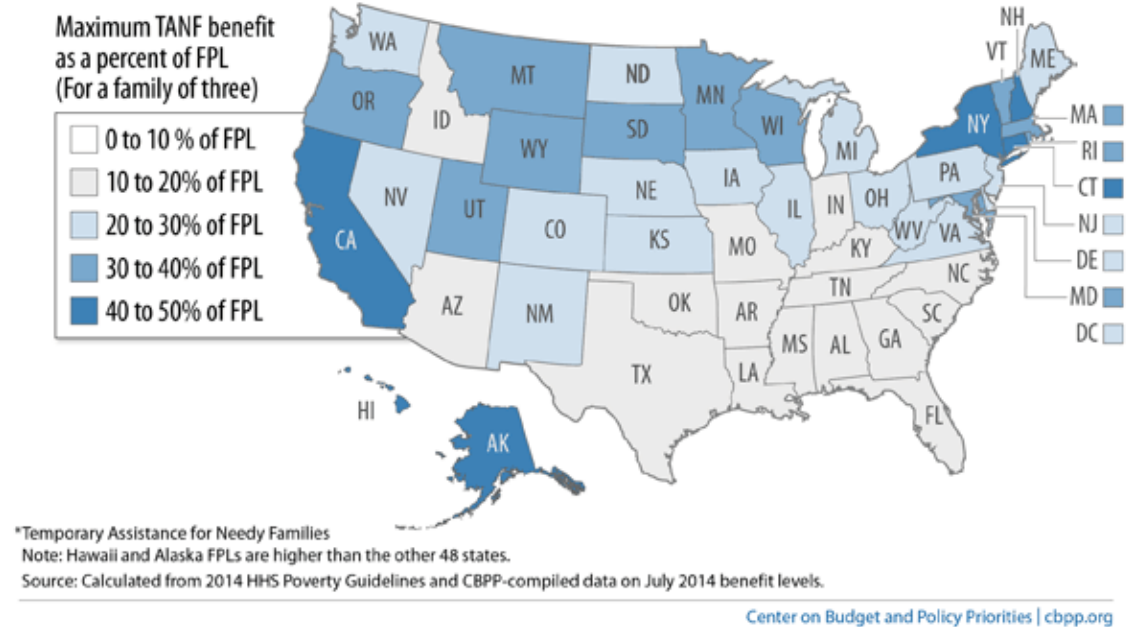 Maximum TANF benefit
as a percent of FPL
(For a family of three)
0 to 10 % of FPL
10 to 20% of FPL
20 to 30% of FPL
30 to 40% of FPL
40 to 50% of FPL
WA
OR
CA
ID
NV
MT
WY
UT
AZ
CO
NM
ND
SD
NE
KS
OK
TX
MN
IA
MO
AR
LA
WI
IL
MI
IN
OH
KY
TN
MS
AL
GA
FL
SC
NC
WV
VA
PA
NY
VT
NH
ME
MA
RI
CT
NJ
DE
MD
DC
HI
AK
*Temporary Assistance for Needy Families
Note: Hawaii and Alaska FPLs are higher than the other 48 states.
Source: Calculated from 2014 HHS Poverty Guidelines and CBPP-compiled data on July 2014 benefit levels.
Center on Budget and Policy Priorities | cbpp.org